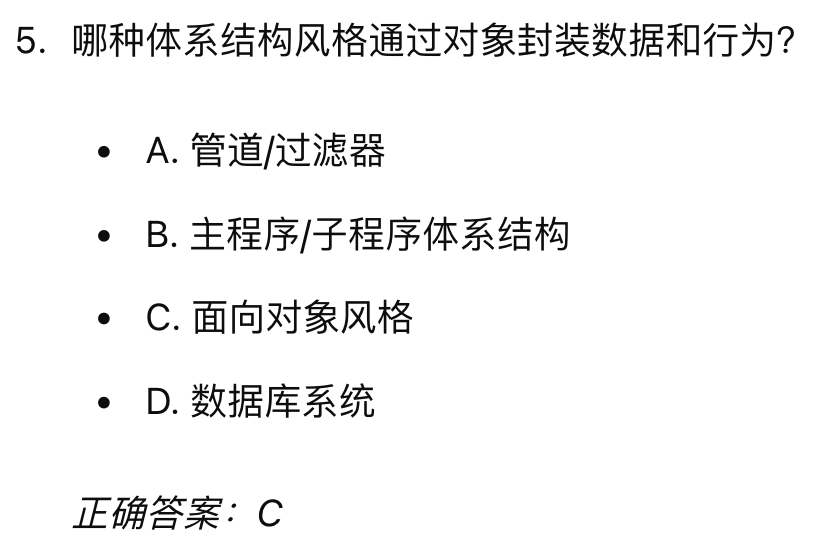 5. 哪种体系结构风格通过对象封装数据和行为?
• A. 管道/过滤器
• B. 主程序/子程序体系结构
• C. 面向对象风格
• D. 数据库系统
正确答案：C